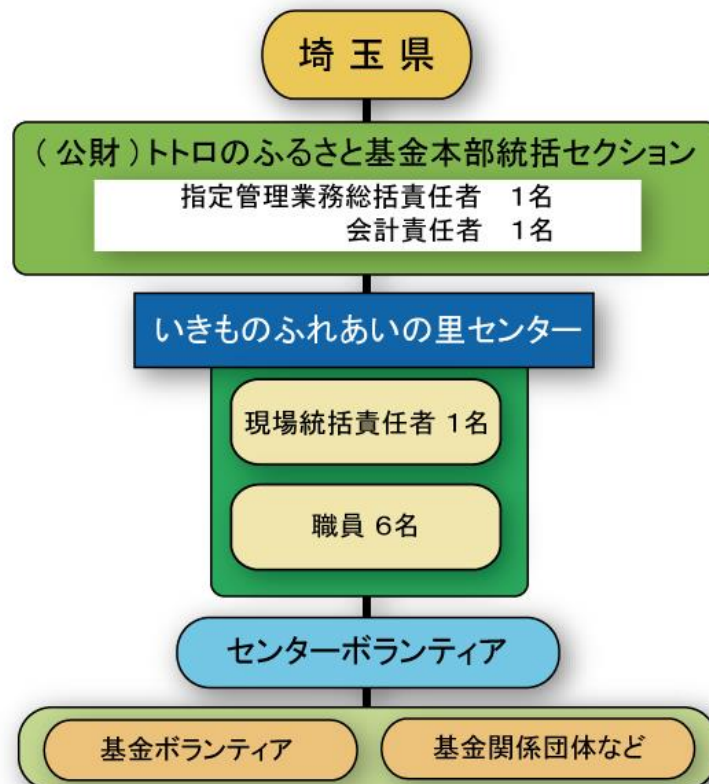 埼玉県
（公財）トトロのふるさと基金本部統括セクション
指定管理業務総括責任者　１名
会計責任者　１名
いきものふれあいの里センター
現場統括責任者 １名
職員 ６名
センターボランティア
基金ボランティア
基金関係団体など